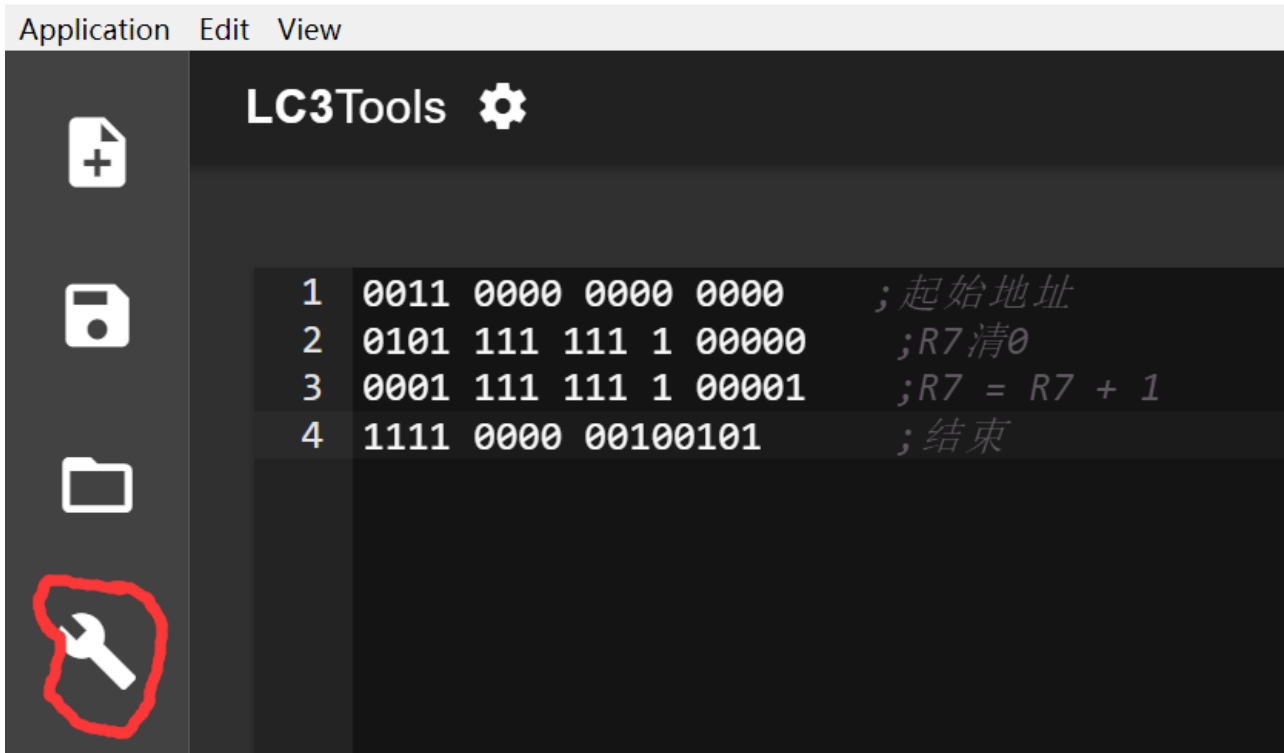 Application Edit View
LC3Tools
1 0011 0000 0000 0000 ;起始地址
2 0101 111 111 1 00000 ;R7清0
3 0001 111 111 1 00001 ;R7 = R7 + 1
4 1111 0000 00100101 ;结束